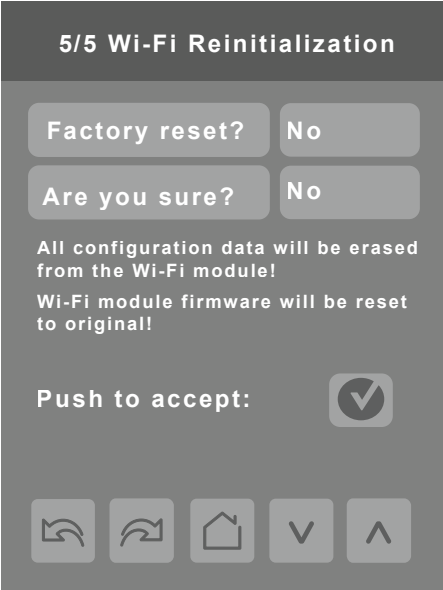 5/5 Wi-Fi Reinitialization
Factory reset? No
Are you sure? No
All configuration data will be erased
from the Wi-Fi module!
Wi-Fi module firmware will be reset
to original!
Push to accept: